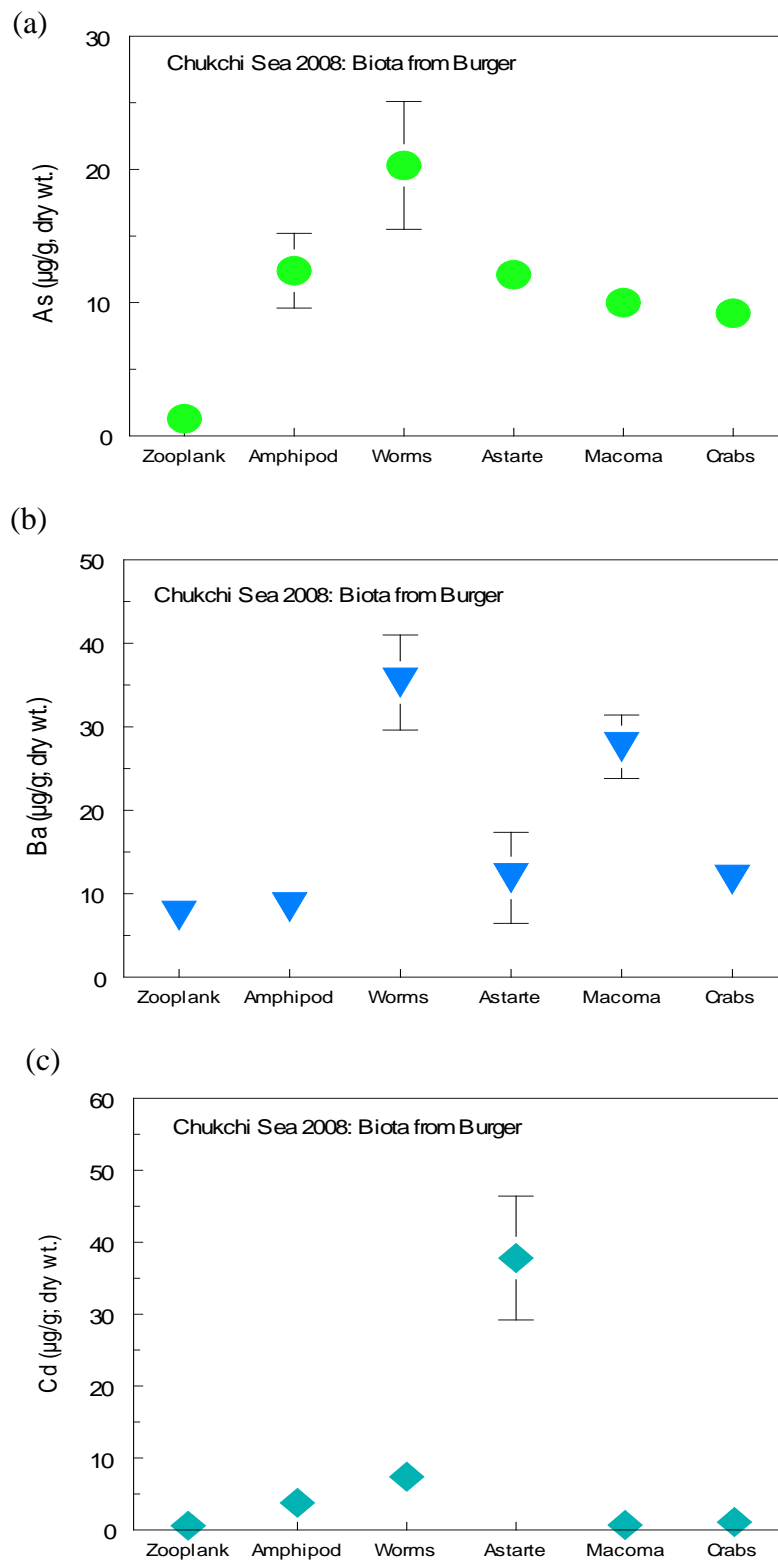 (a)
30
Chukchi Sea 2008: Biota from Burger
20
As (µg/g; dry wt.)
10
0
Zooplank Amphipod Worms Astarte Macoma Crabs
(b)
50
Chukchi Sea 2008: Biota from Burger
40
30
Ba (µg/g; dry wt.)
20
10
0
Zooplank Amphipod Worms Astarte Macoma Crabs
(c)
60
Chukchi Sea 2008: Biota from Burger
50
40
Cd (µg/g; dry wt.)
30
20
10
0
Zooplank Amphipod Worms Astarte Macoma Crabs